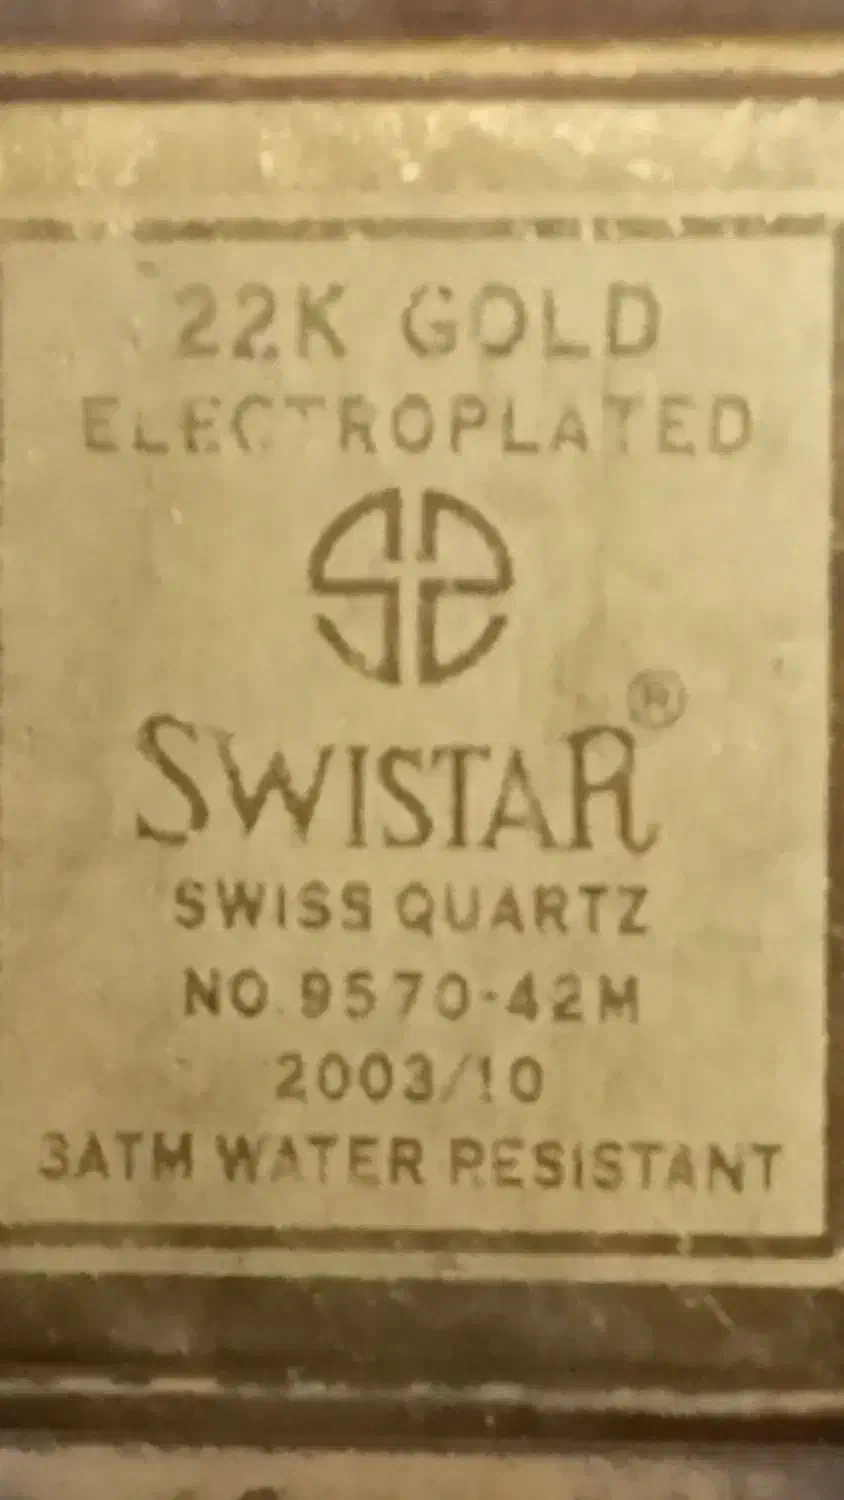 22K GOLD
ELECTROPLATED
SWISTAR®
SWISS QUARTZ
NO.9570-42M
2003/10
3ATM WATER RESISTANT